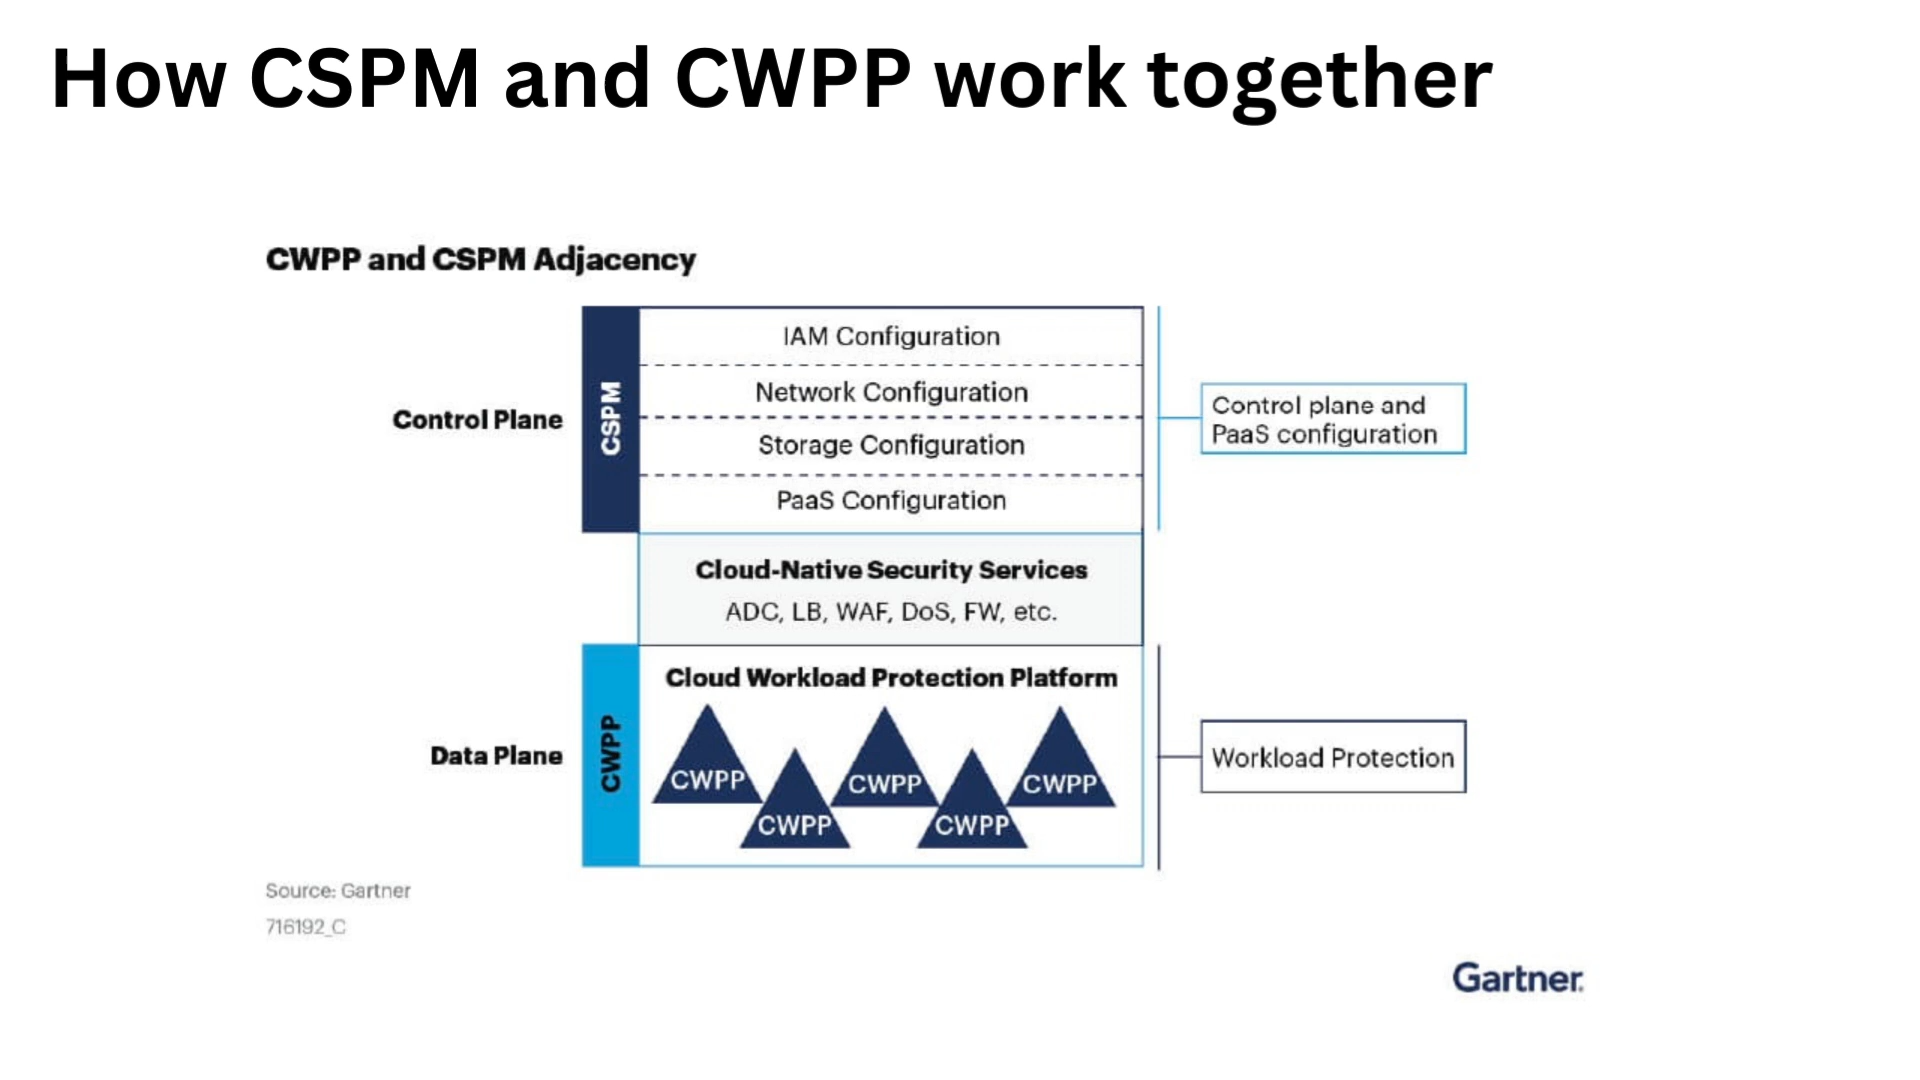 How CSPM and CWPP work together
CWPP and CSPM Adjacency
Control Plane
CSPM
IAM Configuration
Network Configuration
Storage Configuration
PaaS Configuration
Control plane and
PaaS configuration
Cloud-Native Security Services
ADC, LB, WAF, DoS, FW, etc.
Data Plane
CWPP
Cloud Workload Protection Platform
CWPP
CWPP
CWPP
CWPP
CWPP
Workload Protection
Source: Gartner
716192_C
Gartner.